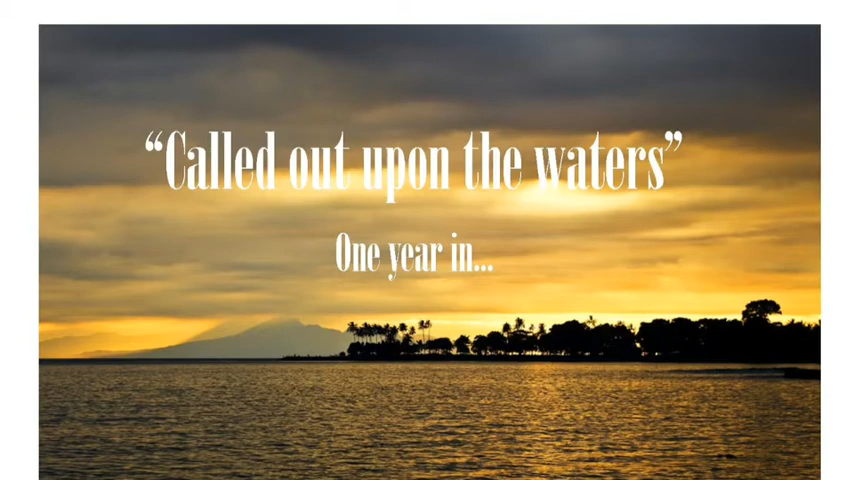 “Called out upon the waters”
One year in...